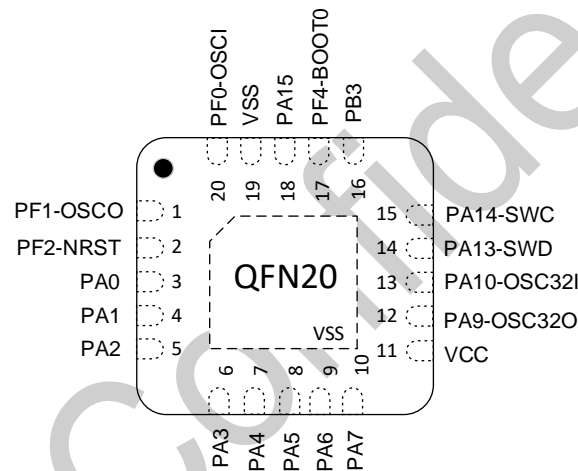 PF0-OSCI
VSS
PA15
PF4-BOOT0
PB3
20
19
18
17
16
PF1-OSCO 1
PF2-NRST 2
PA0 3
PA1 4
PA2 5
15 PA14-SWC
14 PA13-SWD
13 PA10-OSC32I
12 PA9-OSC32O
11 VCC
QFN20
VSS
6
7
8
9
10
PA3
PA4
PA5
PA6
PA7
Confide